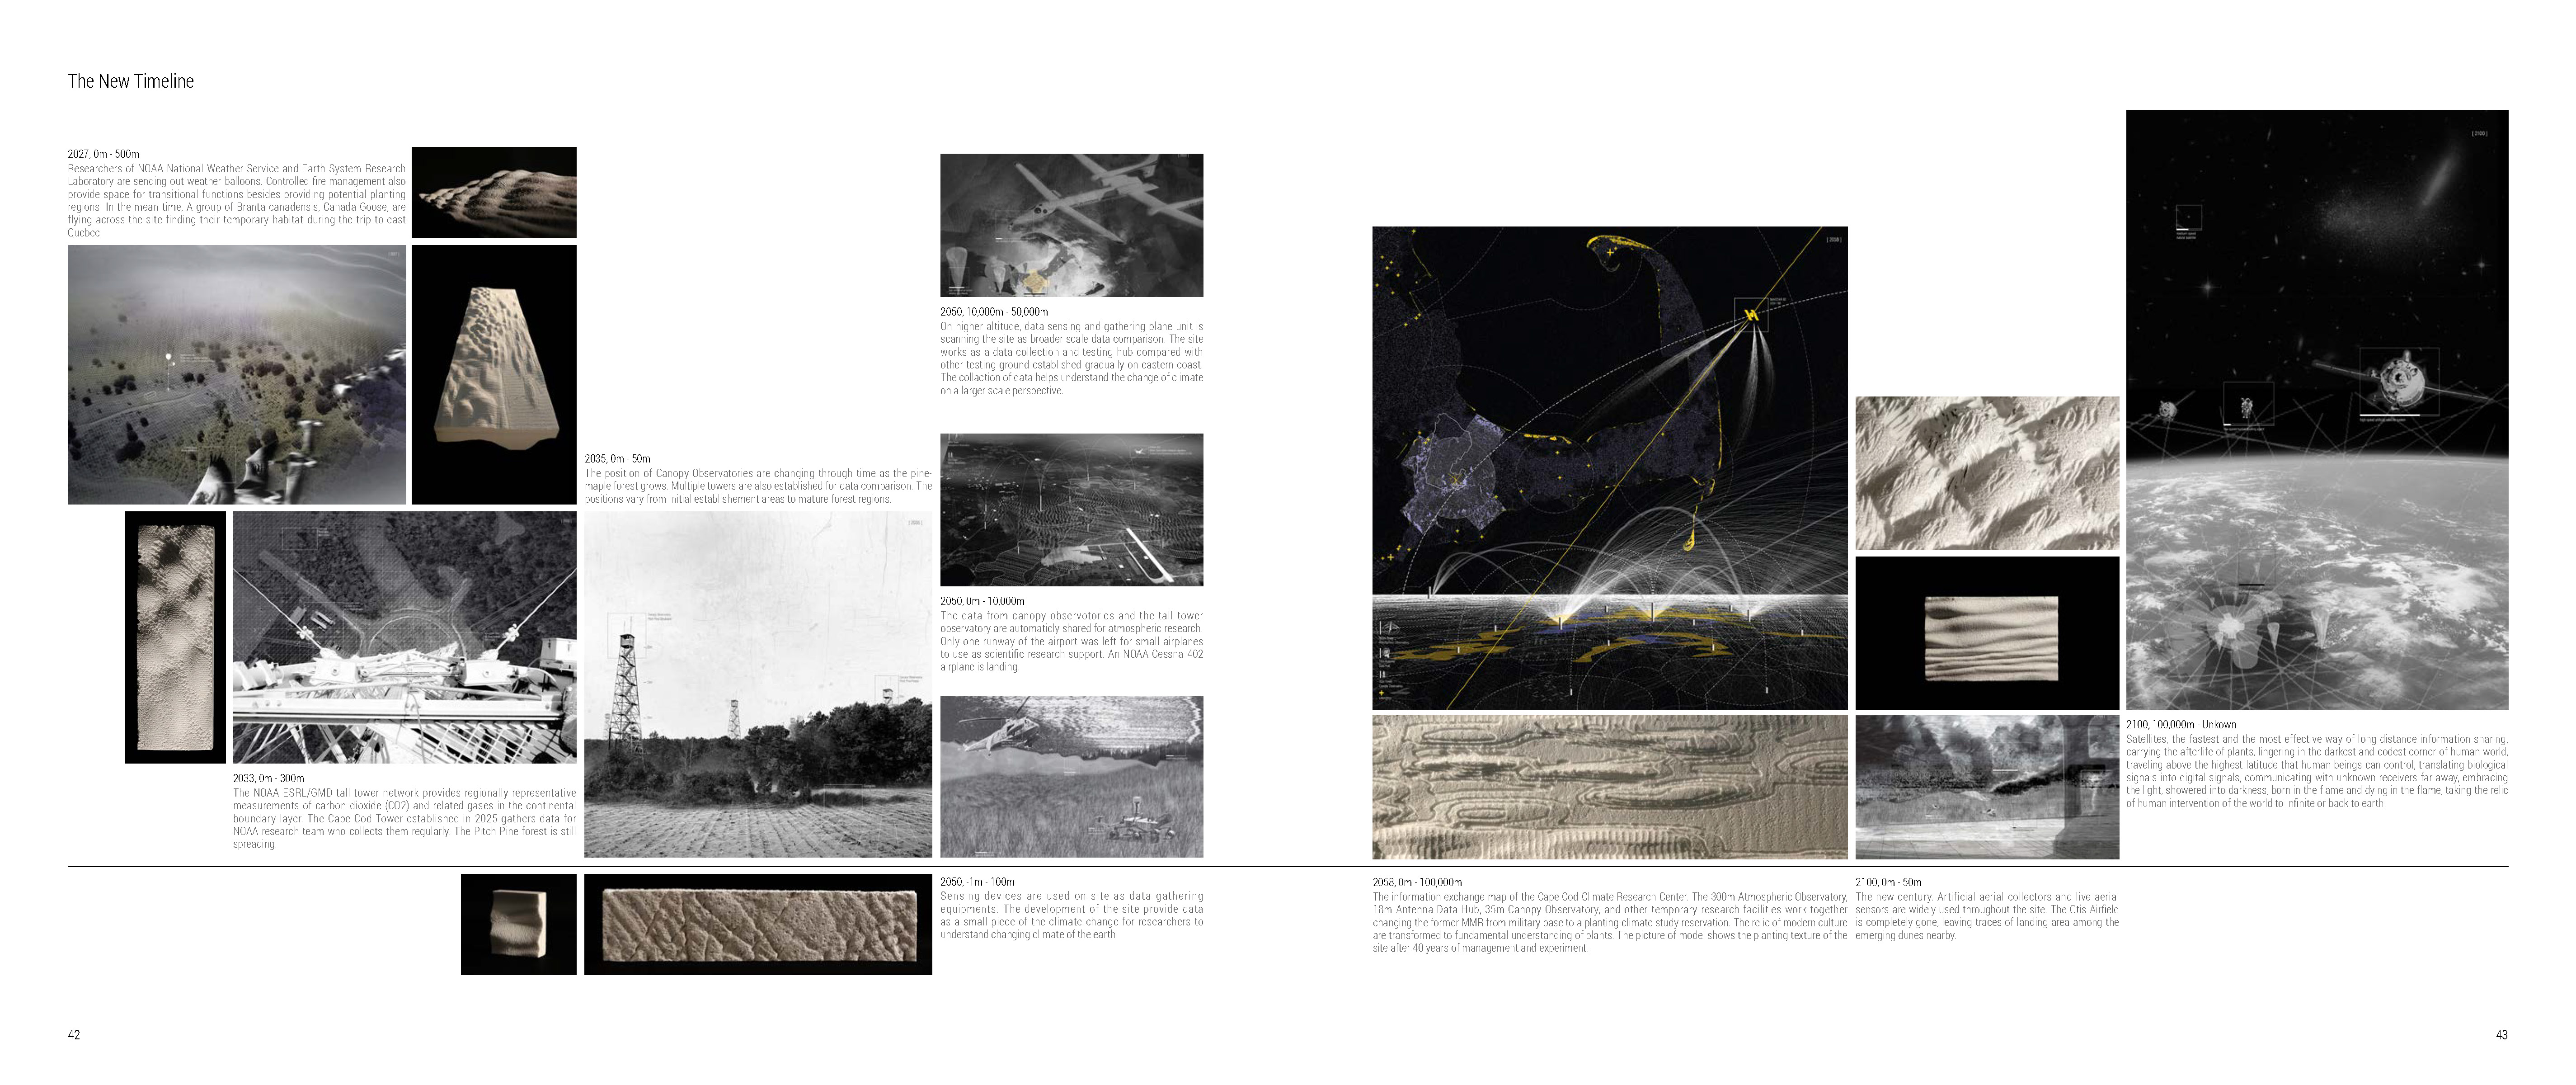 The New Timeline
2027, 0m - 500m
Researchers of NOAA National Weather Service and Earth System Research
Laboratory are sending out weather balloons. Controlled fire management also
provide space for transitional functions besides providing potential planting
regions. In the mean time, A group of Branta canadensis, Canada Goose, are
flying across the site finding their temporary habitat during the trip to east
Quebec.
2033, 0m - 300m
The NOAA ESRL/GMD tall tower network provides regionally representative
measurements of carbon dioxide (CO2) and related gases in the continental
boundary layer. The Cape Cod Tower established in 2025 gathers data for
NOAA research team who collects them regularly. The Pitch Pine forest is still
spreading.
2035, 0m - 50m
The position of Canopy Observatories are changing through time as the pine-
maple forest grows. Multiple towers are also established for data comparison. The
positions vary from initial establishement areas to mature forest regions.
2050, 10,000m - 50,000m
On higher altitude, data sensing and gathering plane unit is
scanning the site as broader scale data comparison. The site
works as a data collection and testing hub compared with
other testing ground established gradually on eastern coast.
The collaction of data helps understand the change of climate
on a larger scale perspective.
2050, 0m - 10,000m
The data from canopy observotories and the tall tower
observatory are automaticly shared for atmospheric research.
Only one runway of the airport was left for small airplanes
to use as scientific research support. An NOAA Cessna 402
airplane is landing.
2050, -1m - 100m
Sensing devices are used on site as data gathering
equipments. The development of the site provide data
as a small piece of the climate change for researchers to
understand changing climate of the earth.
[ 2058 ]
2058, 0m - 100,000m
The information exchange map of the Cape Cod Climate Research Center. The 300m Atmospheric Observatory,
18m Antenna Data Hub, 35m Canopy Observatory, and other temporary research facilities work together
changing the former MMR from military base to a planting-climate study reservation. The relic of modern culture
are transformed to fundamental understanding of plants. The picture of model shows the planting texture of the
site after 40 years of management and experiment.
2100, 0m - 50m
The new century. Artificial aerial collectors and live aerial
sensors are widely used throughout the site. The Otis Airfield
is completely gone, leaving traces of landing area among the
emerging dunes nearby.
[ 2100 ]
2100, 100,000m - Unkown
Satellites, the fastest and the most effective way of long distance information sharing,
carrying the afterlife of plants, lingering in the darkest and codest corner of human world,
traveling above the highest latitude that human beings can control, translating biological
signals into digital signals, communicating with unknown receivers far away, embracing
the light, showered into darkness, born in the flame and dying in the flame, taking the relic
of human intervention of the world to infinite or back to earth.
42
43